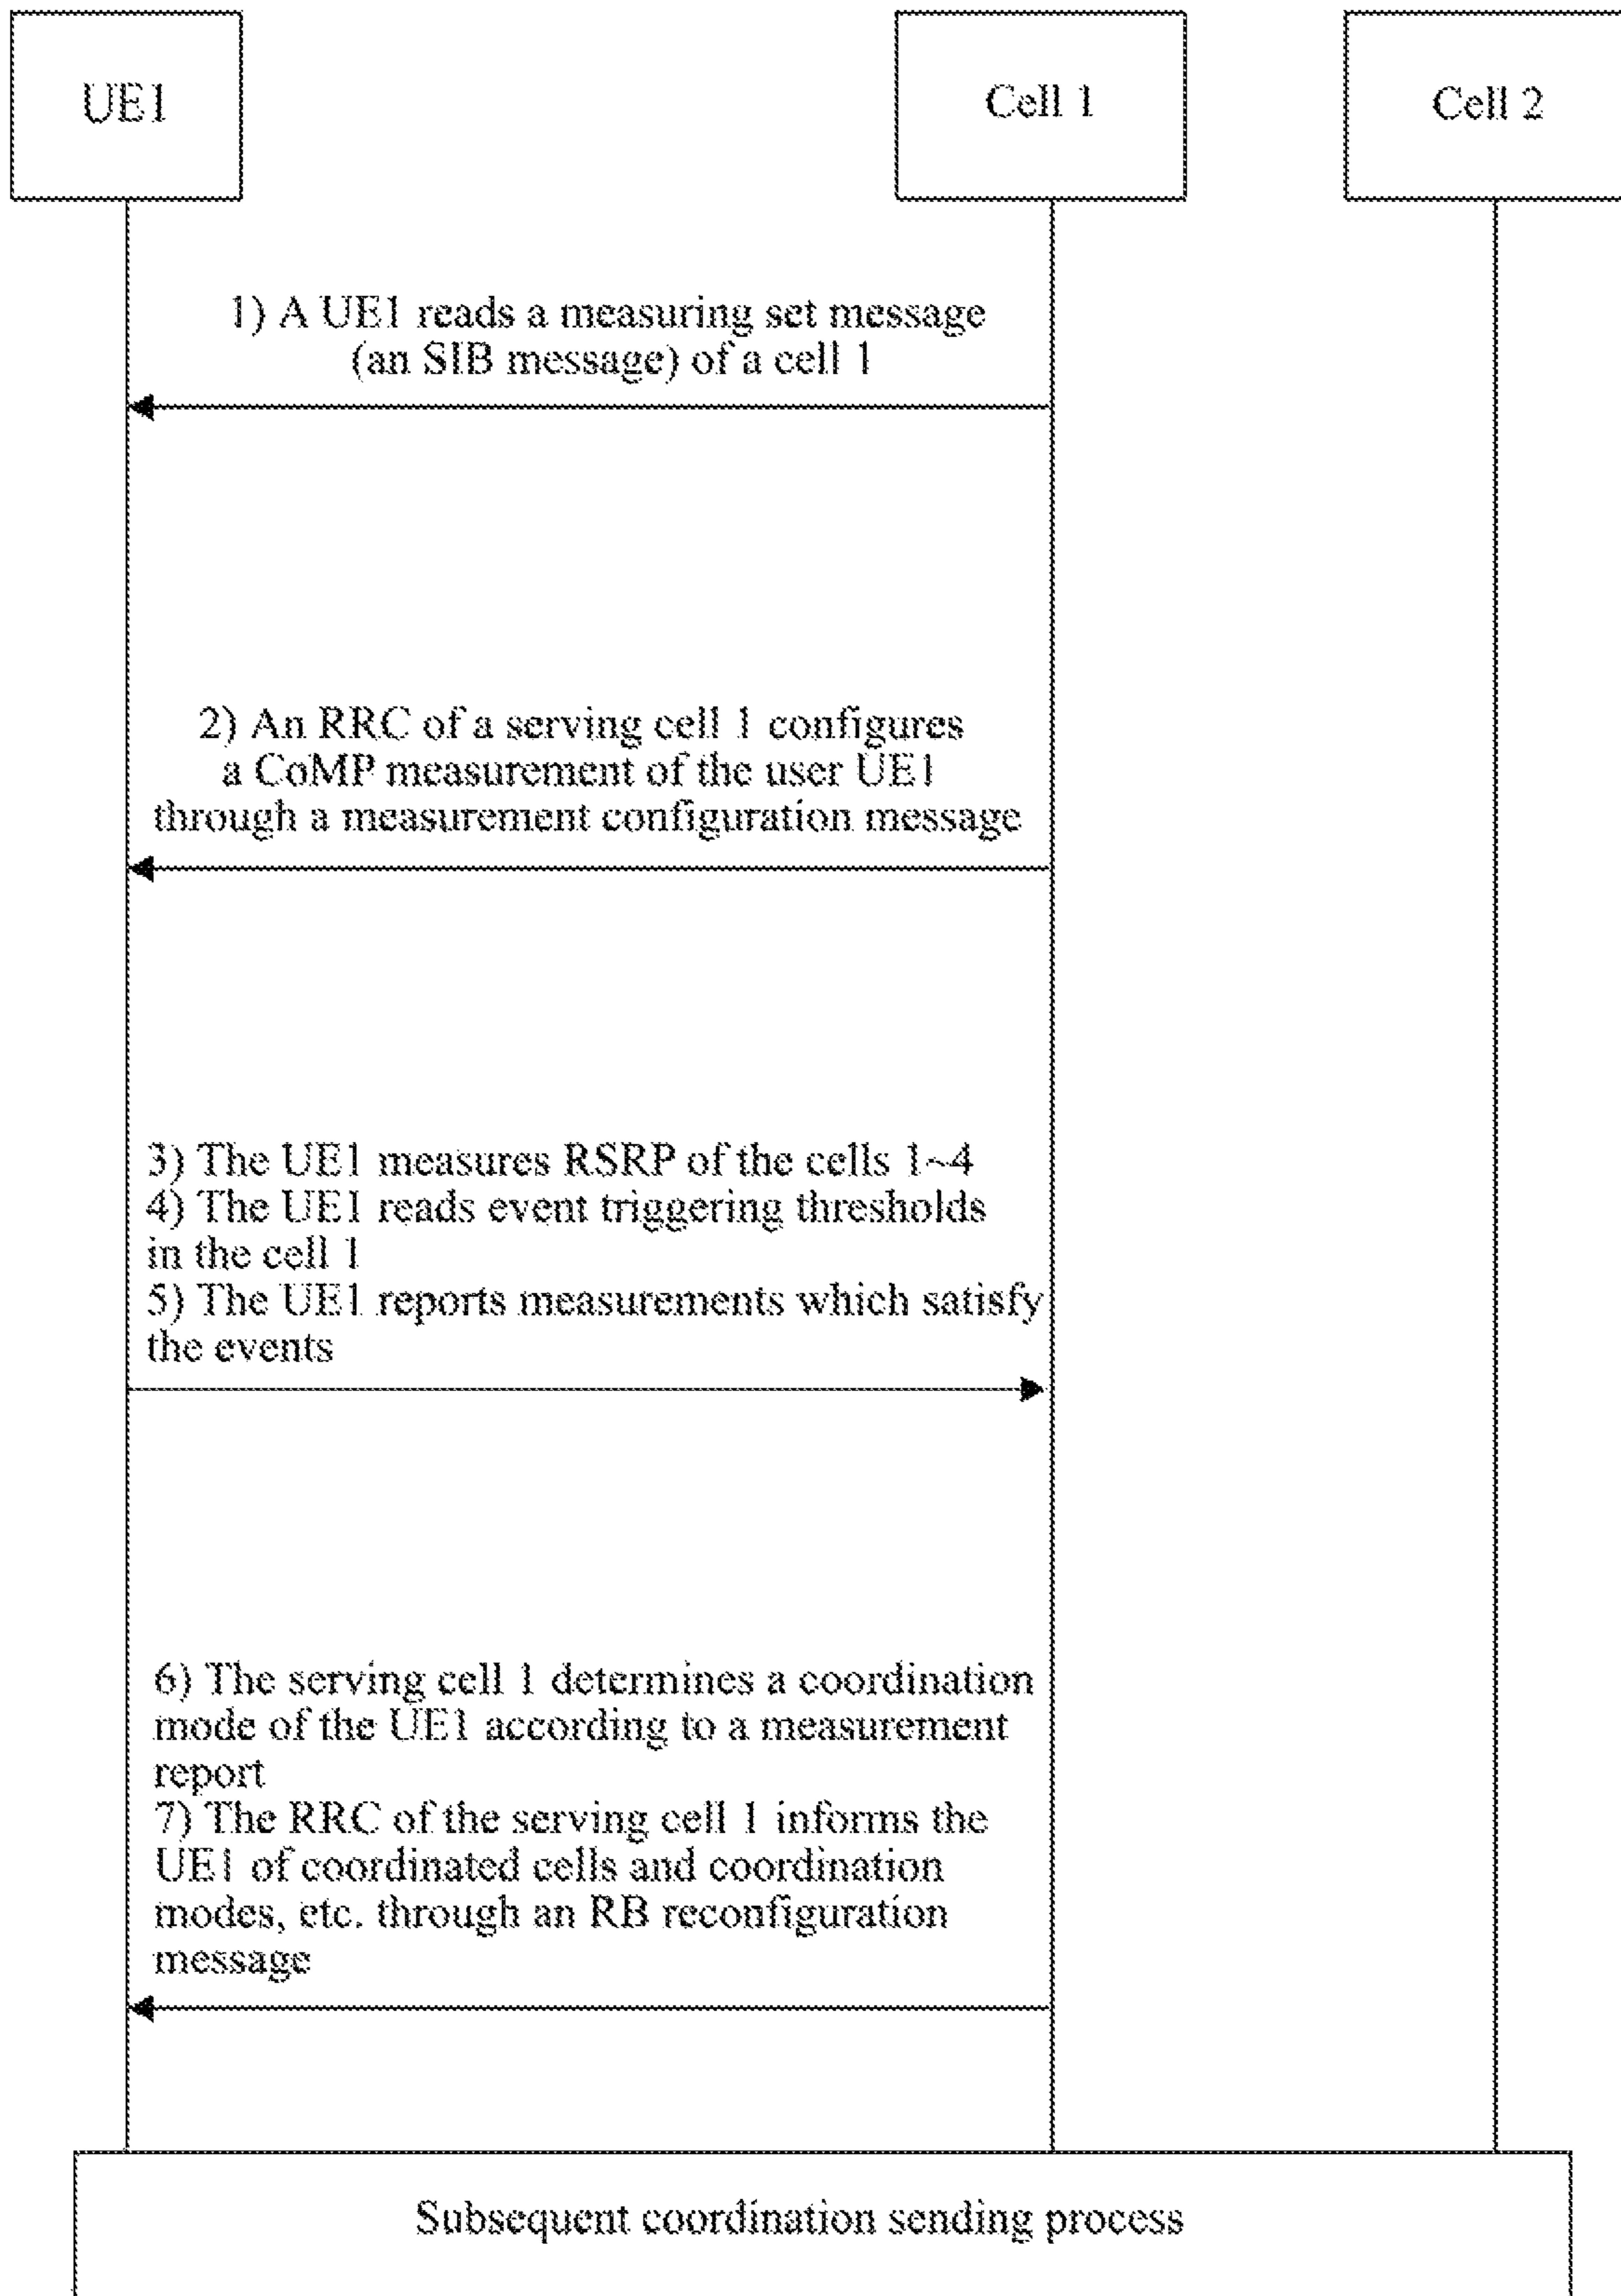 UE1
Cell 1
Cell 2
1) A UE1 reads a measuring set message
(an SIB message) of a cell 1
2) An RRC of a serving cell 1 configures
a CoMP measurement of the user UE1
through a measurement configuration message
3) The UE1 measures RSRP of the cells 1~4
4) The UE1 reads event triggering thresholds
in the cell 1
5) The UE1 reports measurements which satisfy
the events
6) The serving cell 1 determines a coordination
mode of the UE1 according to a measurement
report
7) The RRC of the serving cell 1 informs the
UE1 of coordinated cells and coordination
modes, etc. through an RB reconfiguration
message
Subsequent coordination sending process